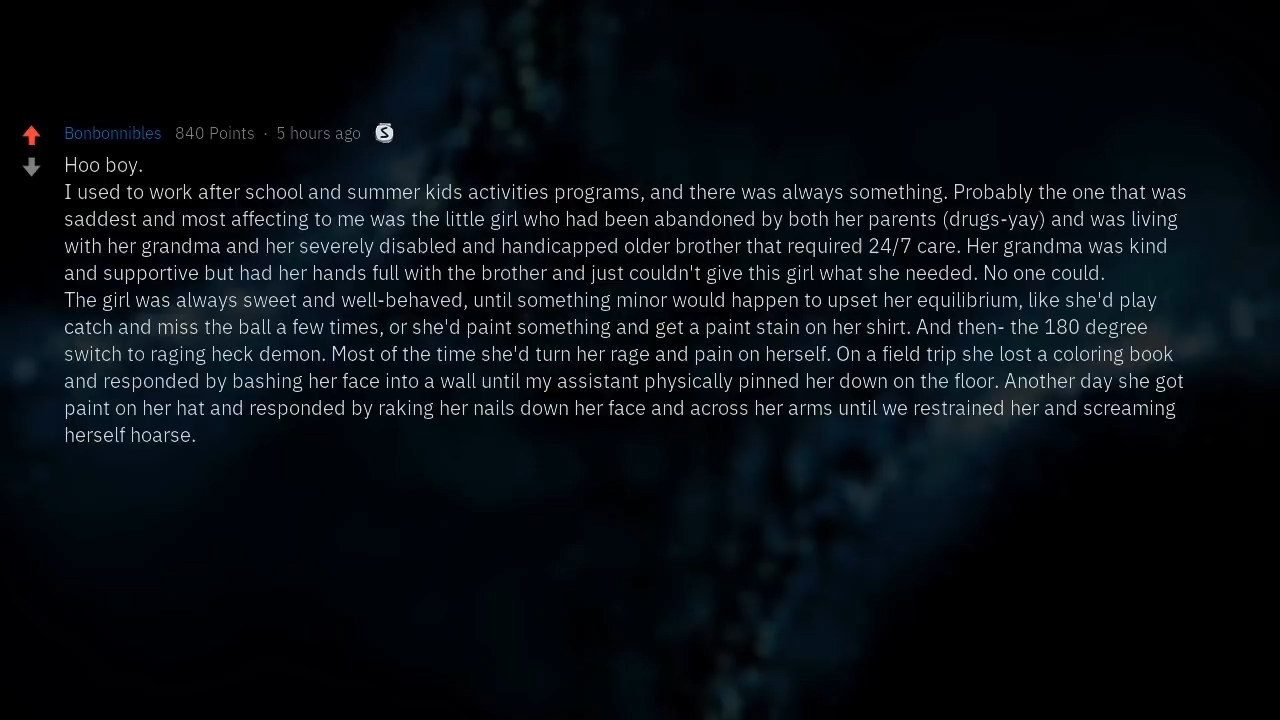 Bonbonnibles 840 Points · 5 hours ago S
Hoo boy.
I used to work after school and summer kids activities programs, and there was always something. Probably the one that was
saddest and most affecting to me was the little girl who had been abandoned by both her parents (drugs-yay) and was living
with her grandma and her severely disabled and handicapped older brother that required 24/7 care. Her grandma was kind
and supportive but had her hands full with the brother and just couldn't give this girl what she needed. No one could.
The girl was always sweet and well-behaved, until something minor would happen to upset her equilibrium, like she'd play
catch and miss the ball a few times, or she'd paint something and get a paint stain on her shirt. And then- the 180 degree
switch to raging heck demon. Most of the time she'd turn her rage and pain on herself. On a field trip she lost a coloring book
and responded by bashing her face into a wall until my assistant physically pinned her down on the floor. Another day she got
paint on her hat and responded by raking her nails down her face and across her arms until we restrained her and screaming
herself hoarse.